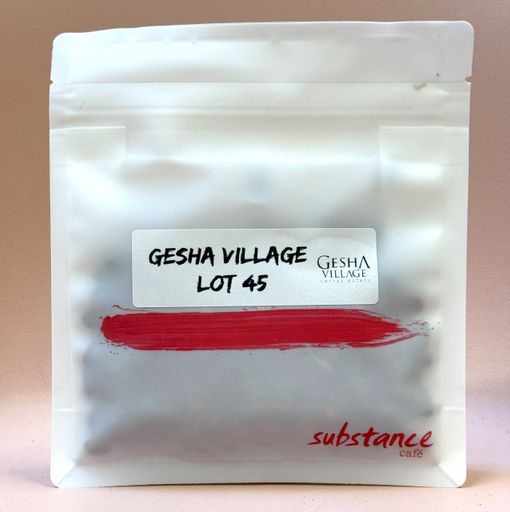 GESHA VILLAGE
LOT 45
GESHA
VILLAGE
COFFEE ESTATE
substance
café